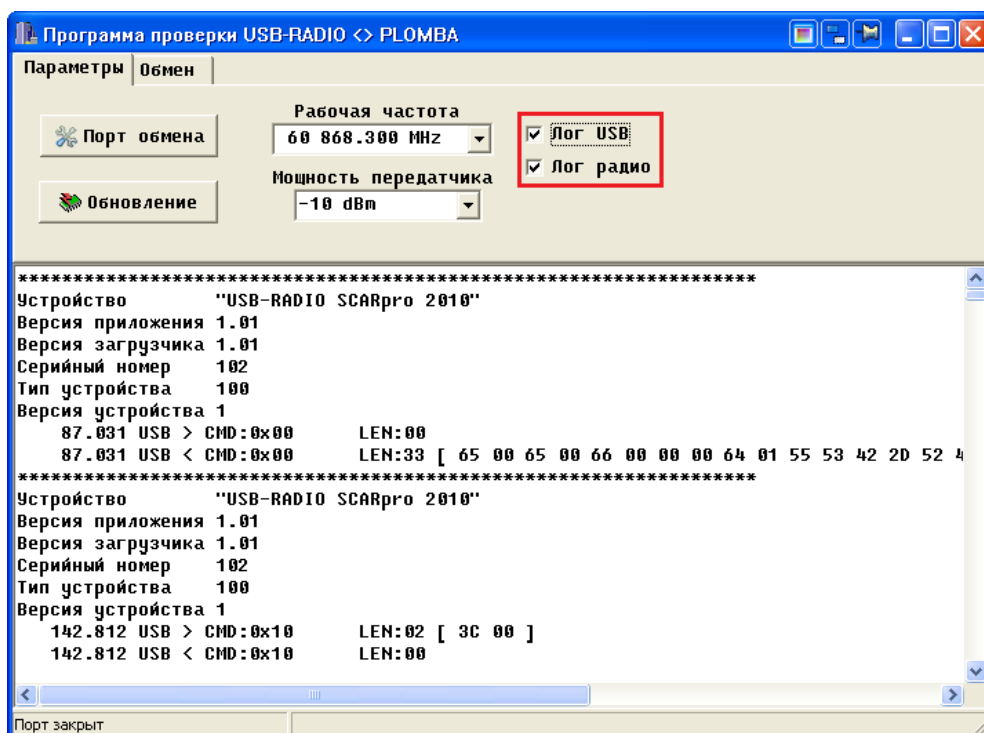 Программа проверки USB-RADIO <> PLOMBA
Параметры Обмен
Порт обмена
Рабочая частота
60 868.300 MHz
Лог USB
Лог радио
Обновление
Мощность передатчика
-10 dBm
*******************************************************************
Устройство "USB-RADIO SCARpro 2010"
Версия приложения 1.01
Версия загрузчика 1.01
Серийный номер 102
Тип устройства 100
Версия устройства 1
87.031 USB > CMD:0x00 LEN:00
87.031 USB < CMD:0x00 LEN:33 [ 65 00 65 00 66 00 00 00 64 01 55 53 42 2D 52 4
*******************************************************************
Устройство "USB-RADIO SCARpro 2010"
Версия приложения 1.01
Версия загрузчика 1.01
Серийный номер 102
Тип устройства 100
Версия устройства 1
142.812 USB > CMD:0x10 LEN:02 [ 3C 00 ]
142.812 USB < CMD:0x10 LEN:00
Порт закрыт